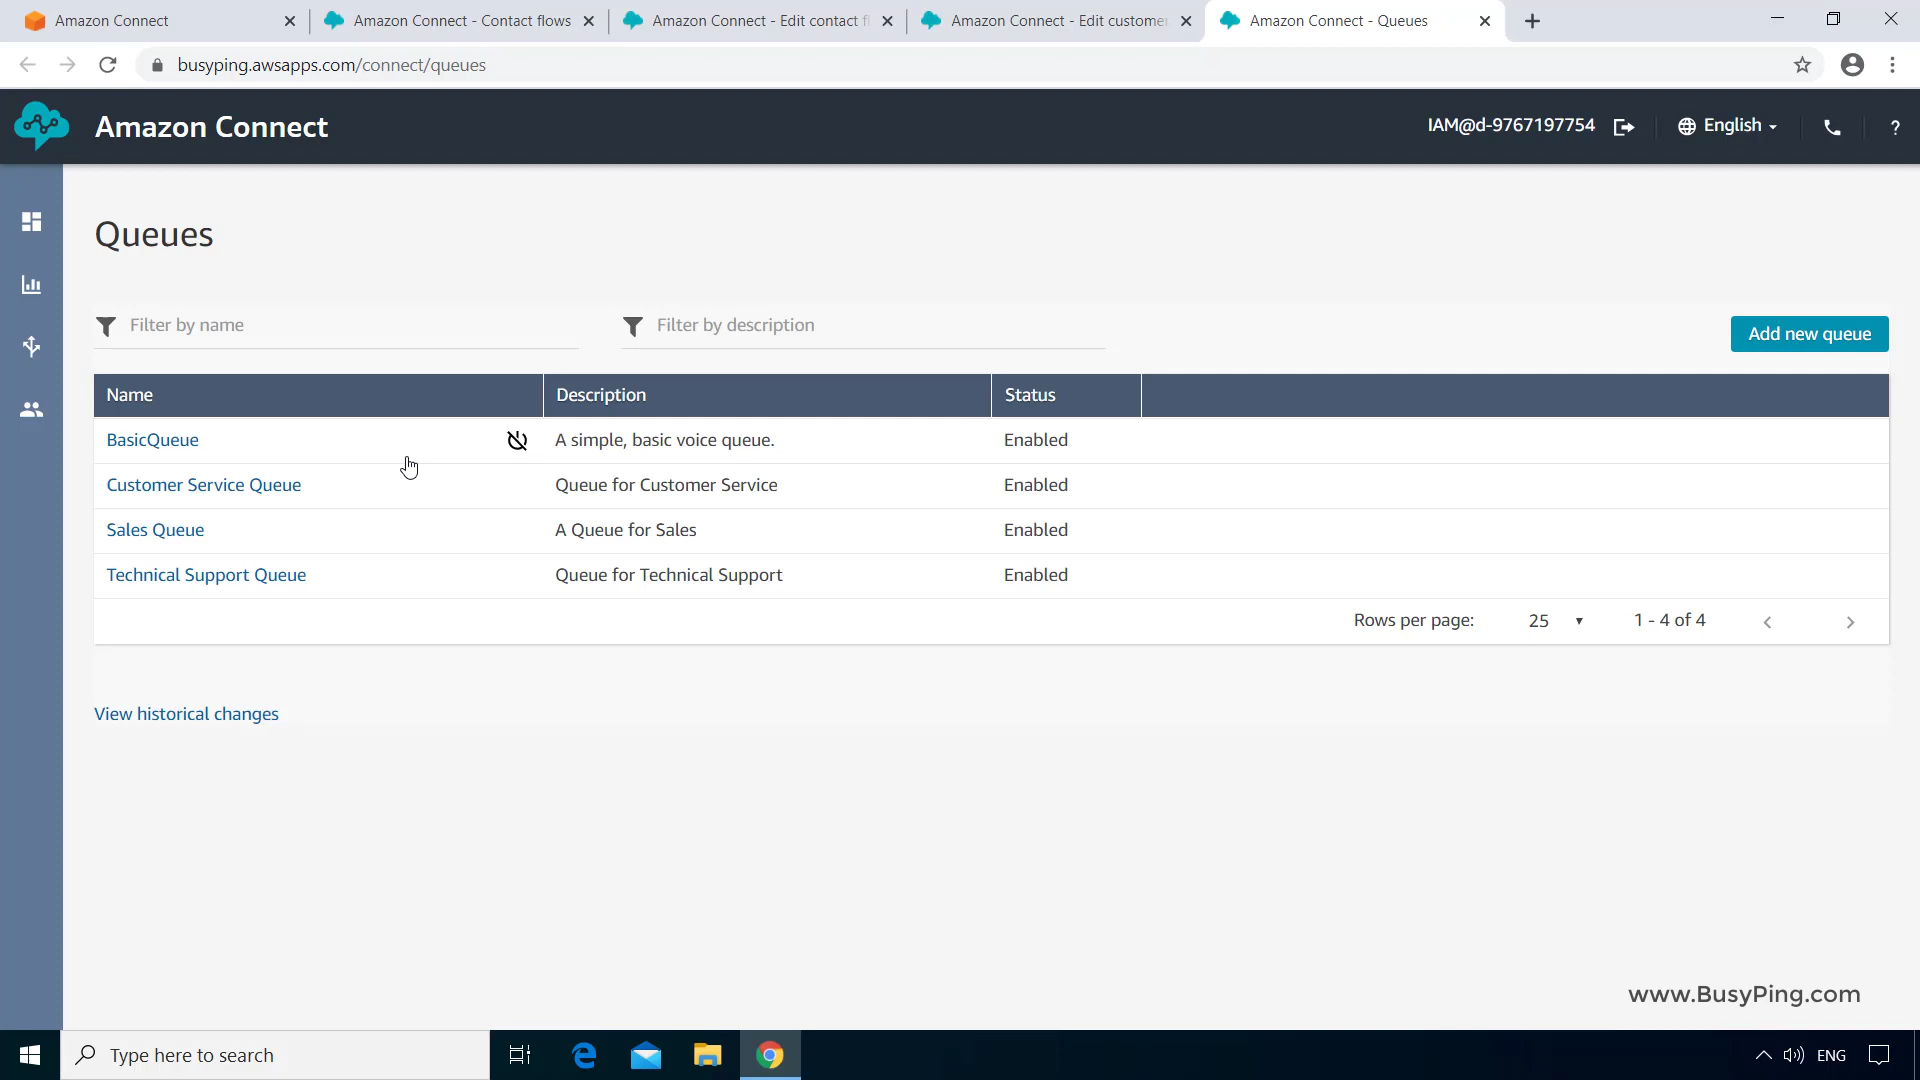 Amazon Connect
Amazon Connect - Contact flows
Amazon Connect - Edit contact fl
Amazon Connect - Edit customer
Amazon Connect - Queues
busyping.awsapps.com/connect/queues
Amazon Connect
IAM@d-9767197754
English
?
Queues
Filter by name
Filter by description
Add new queue
Name
Description
Status
BasicQueue
A simple, basic voice queue.
Enabled
Customer Service Queue
Queue for Customer Service
Enabled
Sales Queue
A Queue for Sales
Enabled
Technical Support Queue
Queue for Technical Support
Enabled
Rows per page:
25
1 - 4 of 4
View historical changes
www.BusyPing.com
Type here to search
ENG